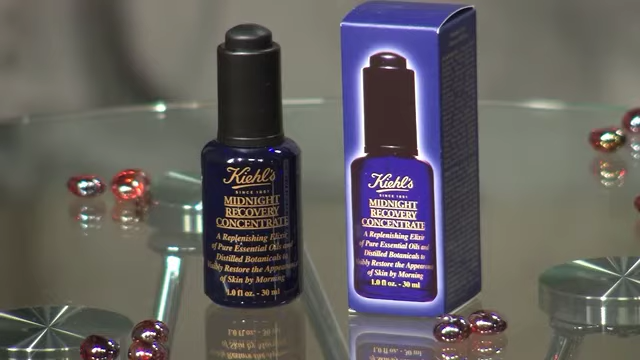 Kiehl's
SINCE 1851
MIDNIGHT
RECOVERY
CONCENTRATE
A Replenishing Elixir
of Pure Essential Oils and
Distilled Botanicals to
Visibly Restore the Appearance
of Skin by Morning
1.0 fl. oz. - 30 ml
Kiehl's
SINCE 1851
MIDNIGHT
RECOVERY
CONCENTRATE
A Replenishing Elixir
of Pure Essential Oils and
Distilled Botanicals to
Visibly Restore the Appearance
of Skin by Morning
1.0 fl. oz. - 30 ml